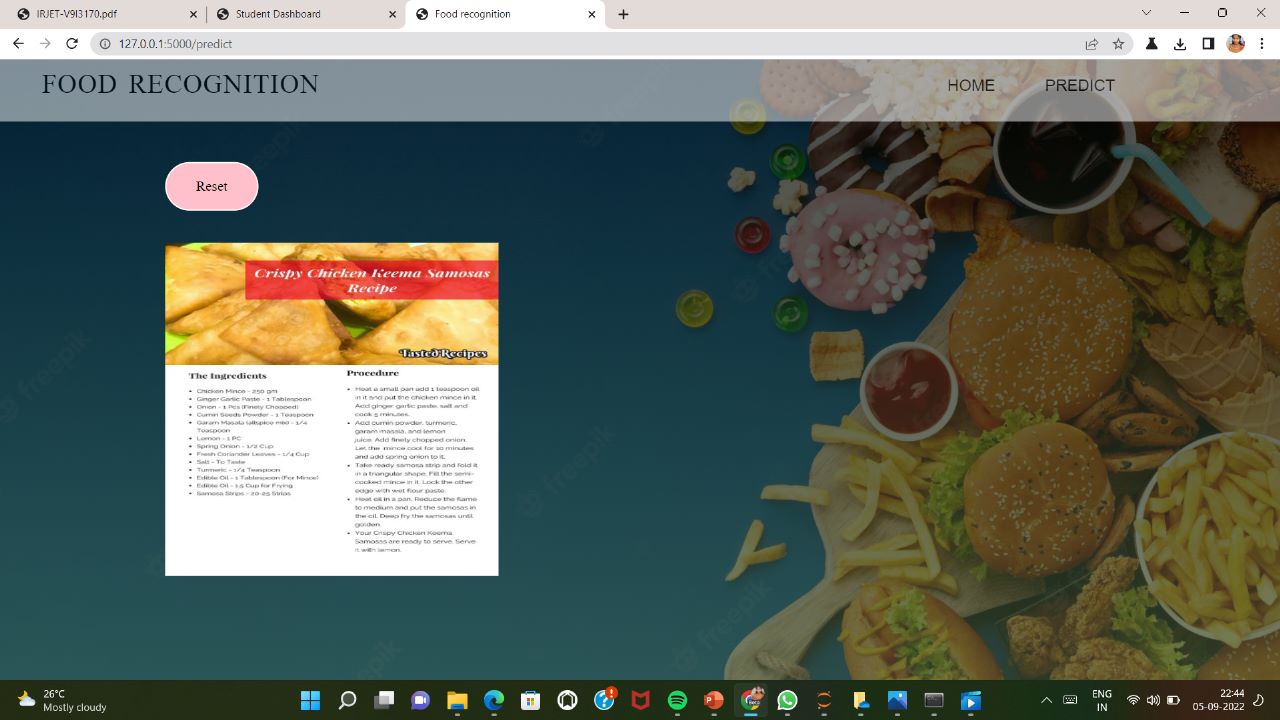 IRJET-V9I3170.pdf
Student Dashboard
Food recognition
127.0.0.1:5000/predict
FOOD RECOGNITION
HOME
PREDICT
Reset
Crispy Chicken Keema Samosas
Recipe
TastedRecipes
The Ingredients
Chicken Mince - 250 gm
Ginger Garlic Paste - 1 Tablespoon
Onion - 1 Pcs (Finely Chopped)
Cumin Seeds Powder - 1 Teaspoon
Garam Masala (allspice mix) - 1/4
Teaspoon
Lemon - 1 PC
Spring Onion - 1/2 Cup
Fresh Coriander Leaves - 1/4 Cup
Salt - To Taste
Turmeric - 1/4 Teaspoon
Edible Oil - 1 Tablespoon (For Mince)
Edible Oil - 1.5 Cup for Frying
Samosa Strips - 20-25 Strips
Procedure
Heat a small pan add 1 teaspoon oil
in it and put the chicken mince in it.
Add ginger garlic paste, salt and
cook 5 minutes.
Add cumin powder, turmeric,
garam masala, and lemon
juice. Add finely chopped onion.
Let the mince cool for 10 minutes
and add spring onion to it.
Take ready samosa strip and fold it
in a triangular shape. Fill the semi-
cooked mince in it. Lock the other
edge with wet flour paste.
Heat oil in a pan. Reduce the flame
to medium and put the samosas in
the oil. Deep fry the samosas until
golden.
Your Crispy Chicken Keema
Samosas are ready to serve. Serve
it with lemon.
freepik
freepik
freepik
26°C
Mostly cloudy
ENG
IN
22:44
05-09-2022